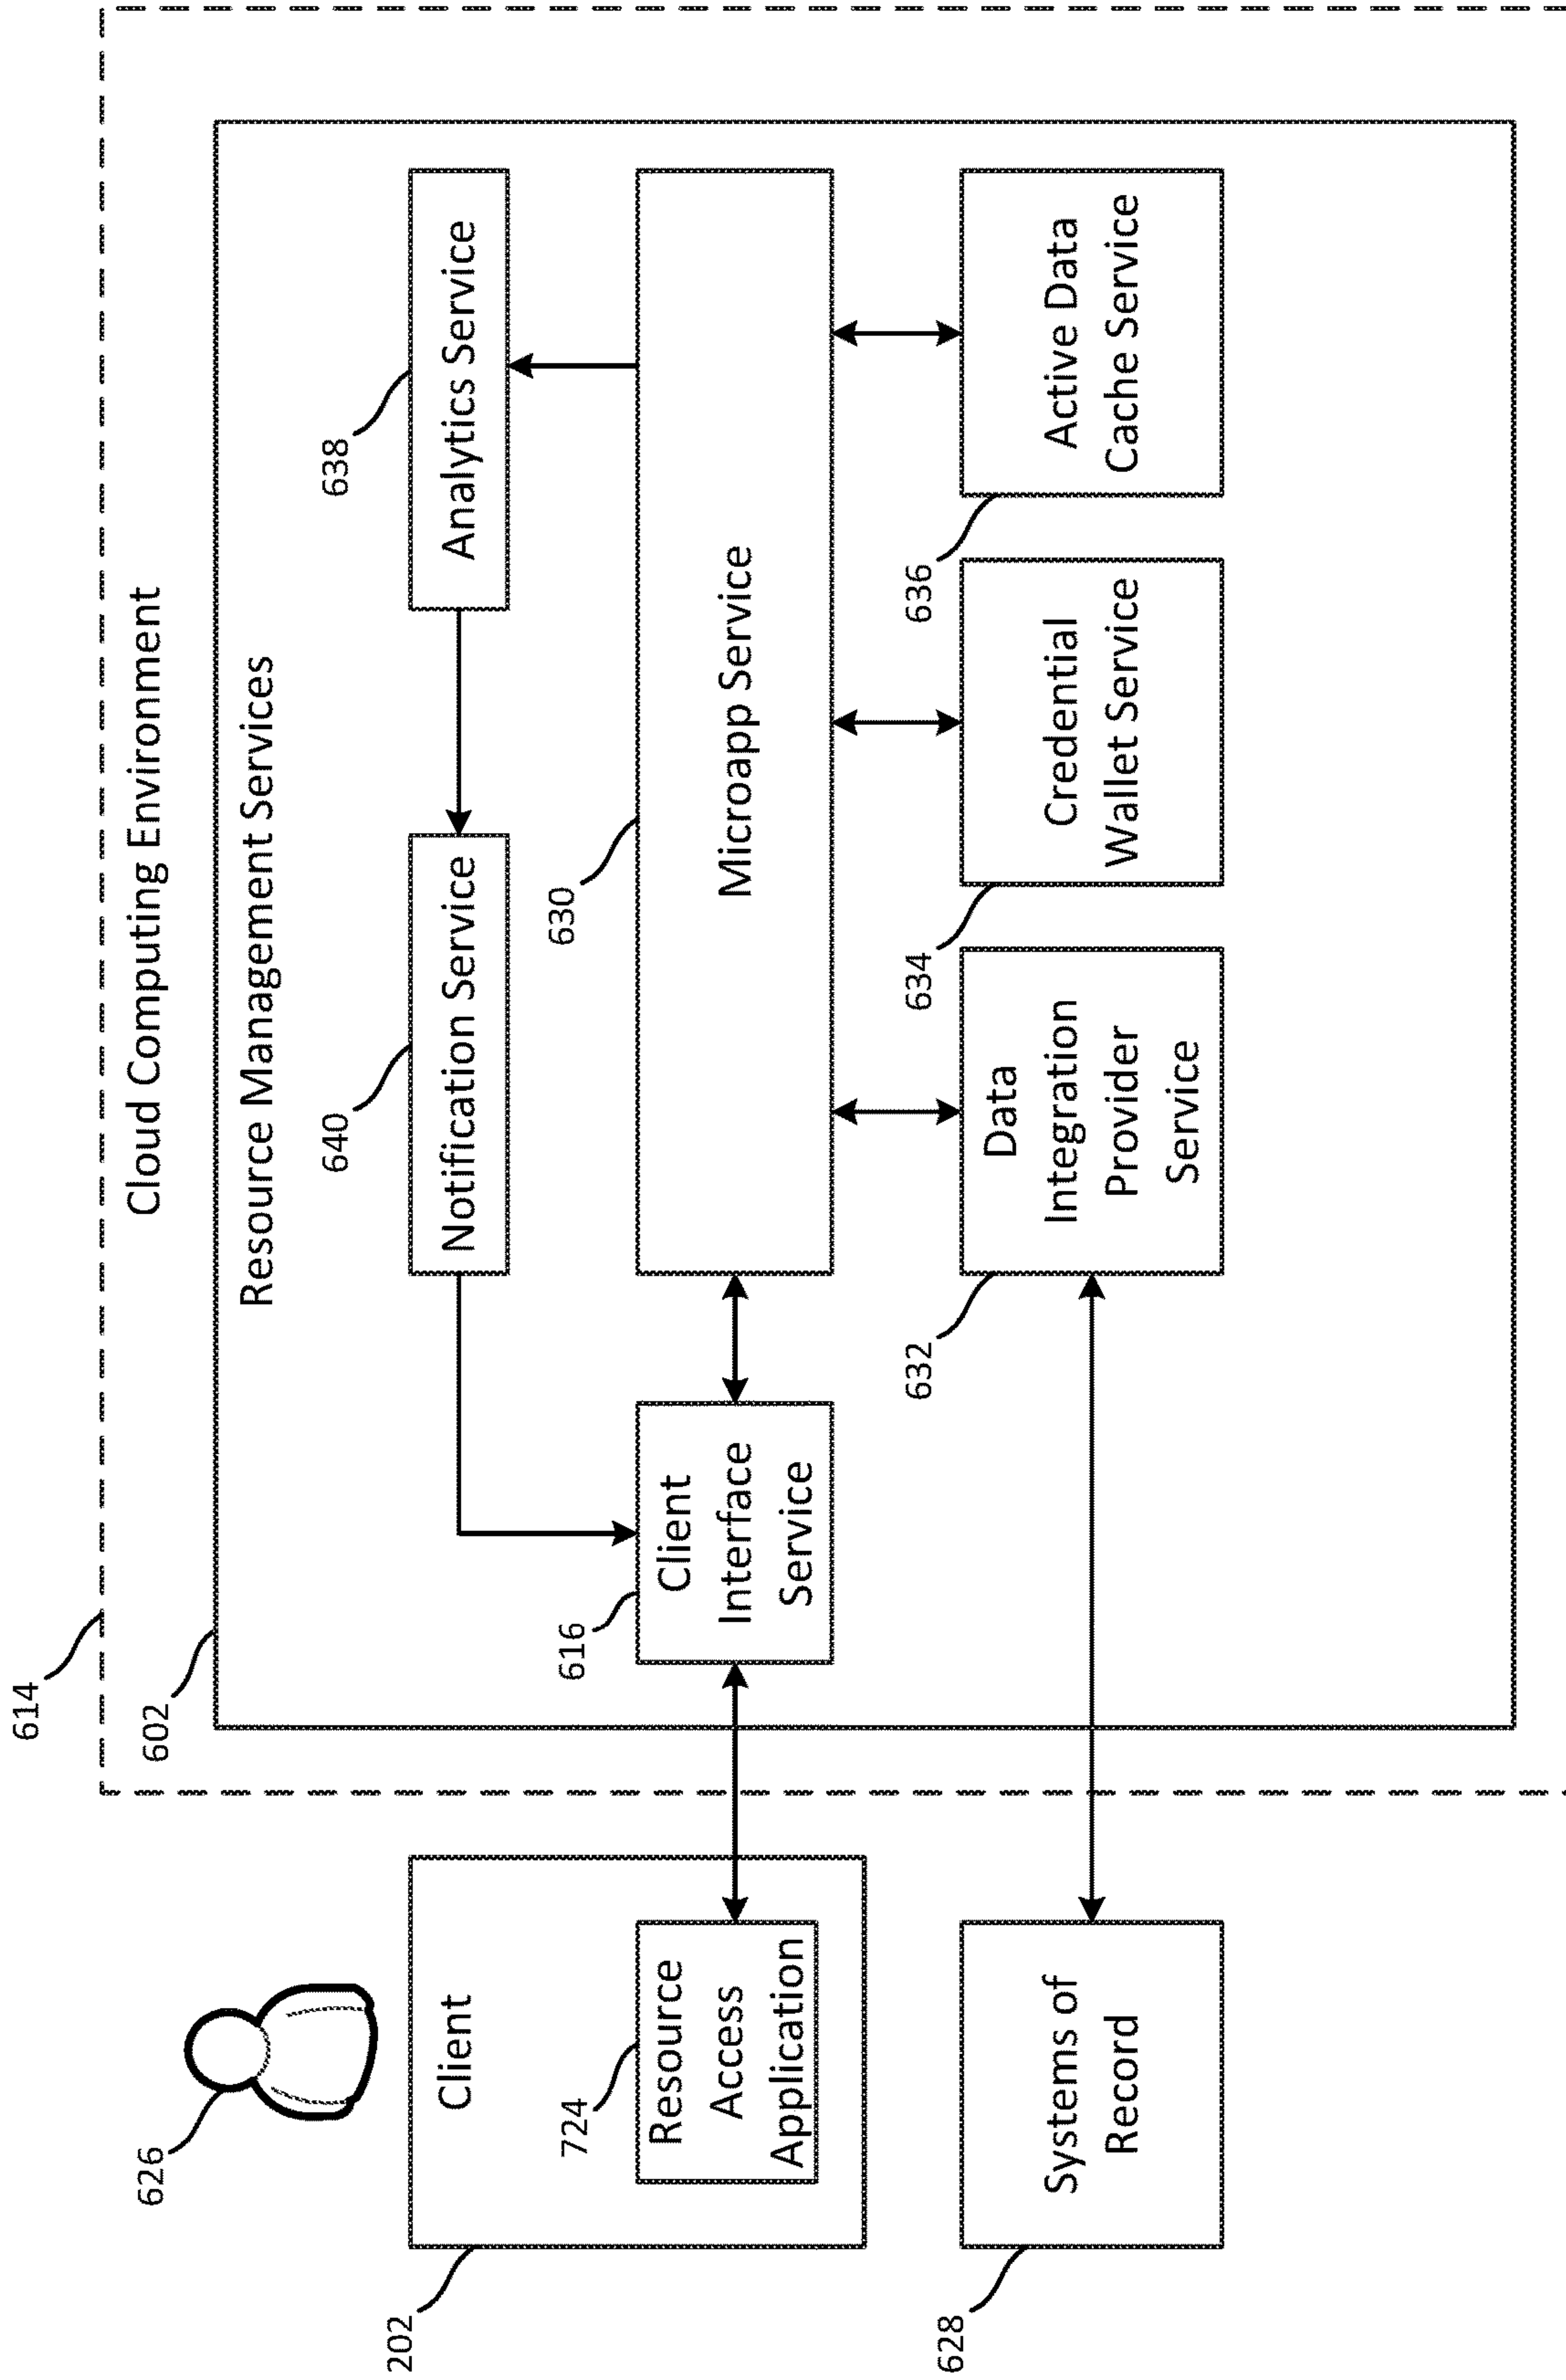 614
Cloud Computing Environment
602
Resource Management Services
626
202
Client
724
Resource
Access
Application
628
Systems of
Record
616
Client
Interface
Service
640
Notification Service
638
Analytics Service
630
Microapp Service
632
Data
Integration
Provider
Service
634
Credential
Wallet Service
636
Active Data
Cache Service